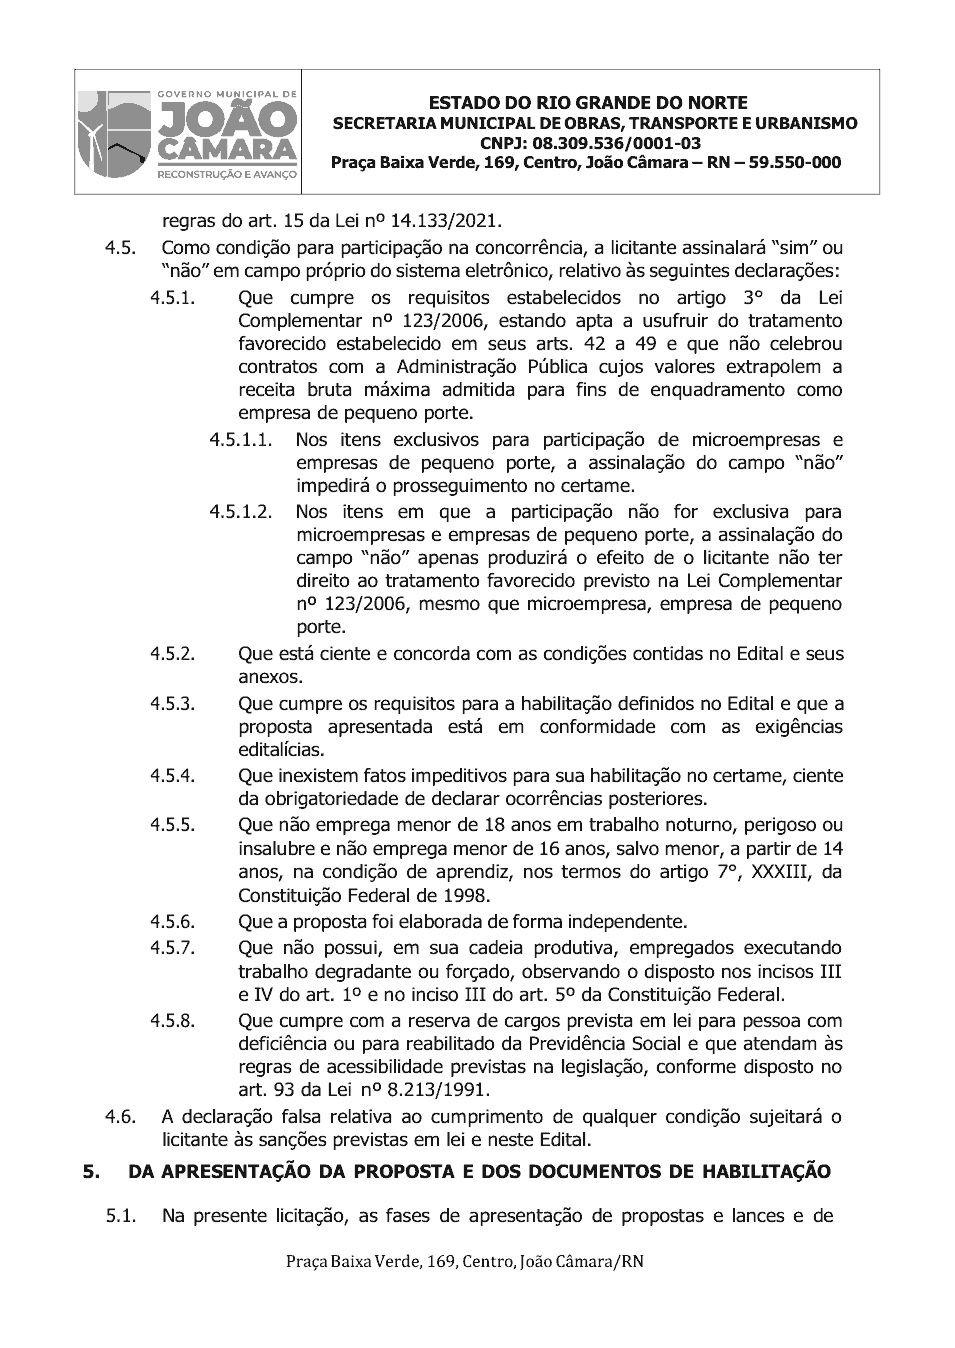 GOVERNO MUNICIPAL DE
JOÃO
CÂMARA
RECONSTRUÇÃO E AVANÇO
ESTADO DO RIO GRANDE DO NORTE
SECRETARIA MUNICIPAL DE OBRAS, TRANSPORTE E URBANISMO
CNPJ: 08.309.536/0001-03
Praça Baixa Verde, 169, Centro, João Câmara – RN – 59.550-000
regras do art. 15 da Lei nº 14.133/2021.
4.5. Como condição para participação na concorrência, a licitante assinalará “sim” ou
“não” em campo próprio do sistema eletrônico, relativo às seguintes declarações:
4.5.1. Que cumpre os requisitos estabelecidos no artigo 3° da Lei
Complementar nº 123/2006, estando apta a usufruir do tratamento
favorecido estabelecido em seus arts. 42 a 49 e que não celebrou
contratos com a Administração Pública cujos valores extrapolem a
receita bruta máxima admitida para fins de enquadramento como
empresa de pequeno porte.
4.5.1.1. Nos itens exclusivos para participação de microempresas e
empresas de pequeno porte, a assinalação do campo “não”
impedirá o prosseguimento no certame.
4.5.1.2. Nos itens em que a participação não for exclusiva para
microempresas e empresas de pequeno porte, a assinalação do
campo “não” apenas produzirá o efeito de o licitante não ter
direito ao tratamento favorecido previsto na Lei Complementar
nº 123/2006, mesmo que microempresa, empresa de pequeno
porte.
4.5.2. Que está ciente e concorda com as condições contidas no Edital e seus
anexos.
4.5.3. Que cumpre os requisitos para a habilitação definidos no Edital e que a
proposta apresentada está em conformidade com as exigências
editalícias.
4.5.4. Que inexistem fatos impeditivos para sua habilitação no certame, ciente
da obrigatoriedade de declarar ocorrências posteriores.
4.5.5. Que não emprega menor de 18 anos em trabalho noturno, perigoso ou
insalubre e não emprega menor de 16 anos, salvo menor, a partir de 14
anos, na condição de aprendiz, nos termos do artigo 7°, XXXIII, da
Constituição Federal de 1998.
4.5.6. Que a proposta foi elaborada de forma independente.
4.5.7. Que não possui, em sua cadeia produtiva, empregados executando
trabalho degradante ou forçado, observando o disposto nos incisos III
e IV do art. 1º e no inciso III do art. 5º da Constituição Federal.
4.5.8. Que cumpre com a reserva de cargos prevista em lei para pessoa com
deficiência ou para reabilitado da Previdência Social e que atendam às
regras de acessibilidade previstas na legislação, conforme disposto no
art. 93 da Lei nº 8.213/1991.
4.6. A declaração falsa relativa ao cumprimento de qualquer condição sujeitará o
licitante às sanções previstas em lei e neste Edital.
5. DA APRESENTAÇÃO DA PROPOSTA E DOS DOCUMENTOS DE HABILITAÇÃO
5.1. Na presente licitação, as fases de apresentação de propostas e lances e de
Praça Baixa Verde, 169, Centro, João Câmara/RN